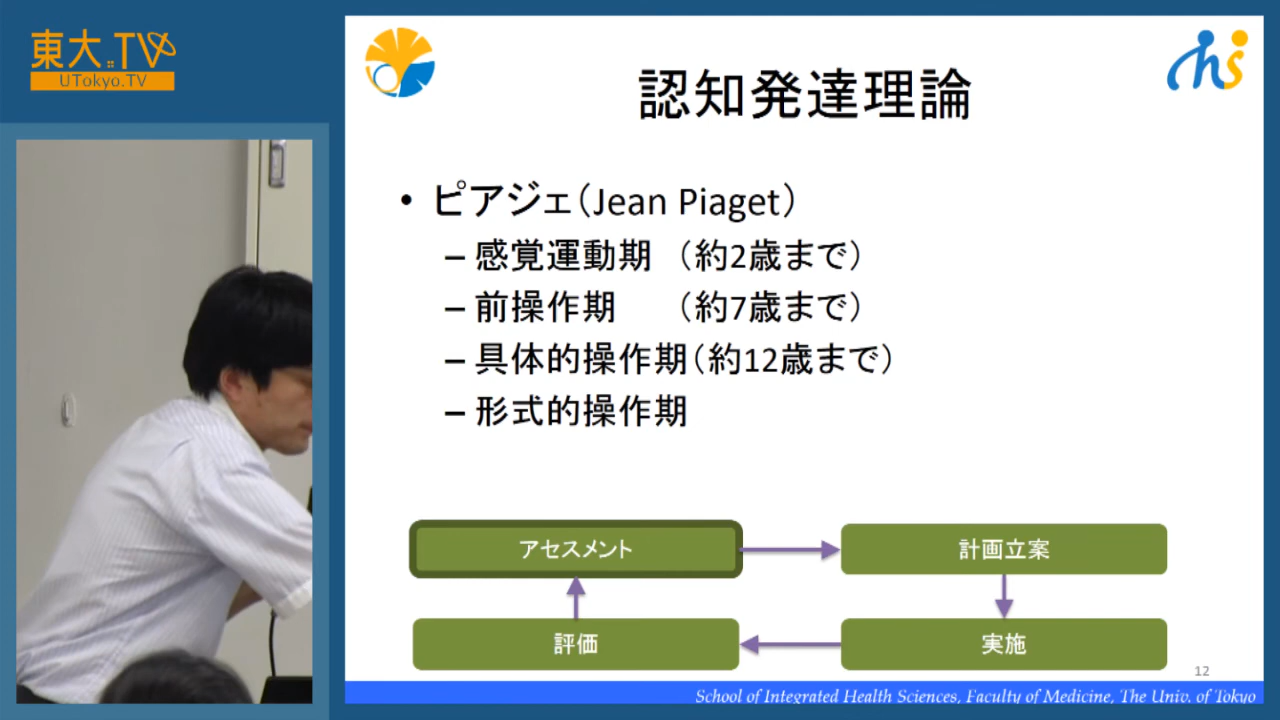 東大.TV
UTokyo.TV
認知発達理論
• ピアジェ(Jean Piaget)
– 感覚運動期 (約2歳まで)
– 前操作期 (約7歳まで)
– 具体的操作期(約12歳まで)
– 形式的操作期
アセスメント
計画立案
評価
実施
12
School of Integrated Health Sciences, Faculty of Medicine, The Univ. of Tokyo